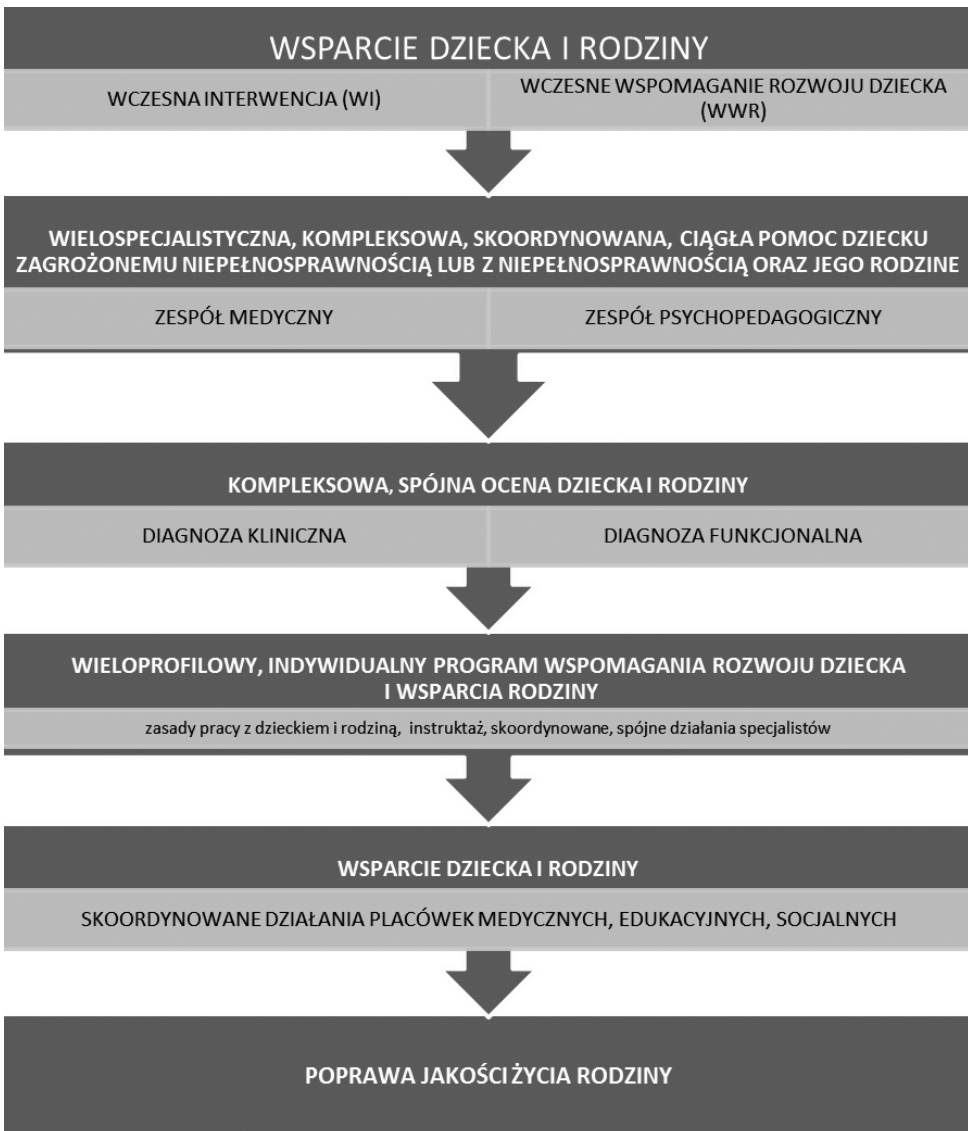 WSPARCIE DZIECKA I RODZINY
WCZESNA INTERWENCJA (WI)
WCZESNE WSPOMAGANIE ROZWOJU DZIECKA
(WWR)
WIELOSPECJALISTYCZNA, KOMPLEKSOWA, SKOORDYNOWANA, CIĄGŁA POMOC DZIECKU
ZAGROŻONEMU NIEPEŁNOSPRAWNOŚCIĄ LUB Z NIEPEŁNOSPRAWNOŚCIĄ ORAZ JEGO RODZINE
ZESPÓŁ MEDYCZNY
ZESPÓŁ PSYCHOPEDAGOGICZNY
KOMPLEKSOWA, SPÓJNA OCENA DZIECKA I RODZINY
DIAGNOZA KLINICZNA
DIAGNOZA FUNKCJONALNA
WIELOPROFILOWY, INDYWIDUALNY PROGRAM WSPOMAGANIA ROZWOJU DZIECKA
I WSPARCIA RODZINY
zasady pracy z dzieckiem i rodziną, instruktaż, skoordynowane, spójne działania specjalistów
WSPARCIE DZIECKA I RODZINY
SKOORDYNOWANE DZIAŁANIA PLACÓWEK MEDYCZNYCH, EDUKACYJNYCH, SOCJALNYCH
POPRAWA JAKOŚCI ŻYCIA RODZINY